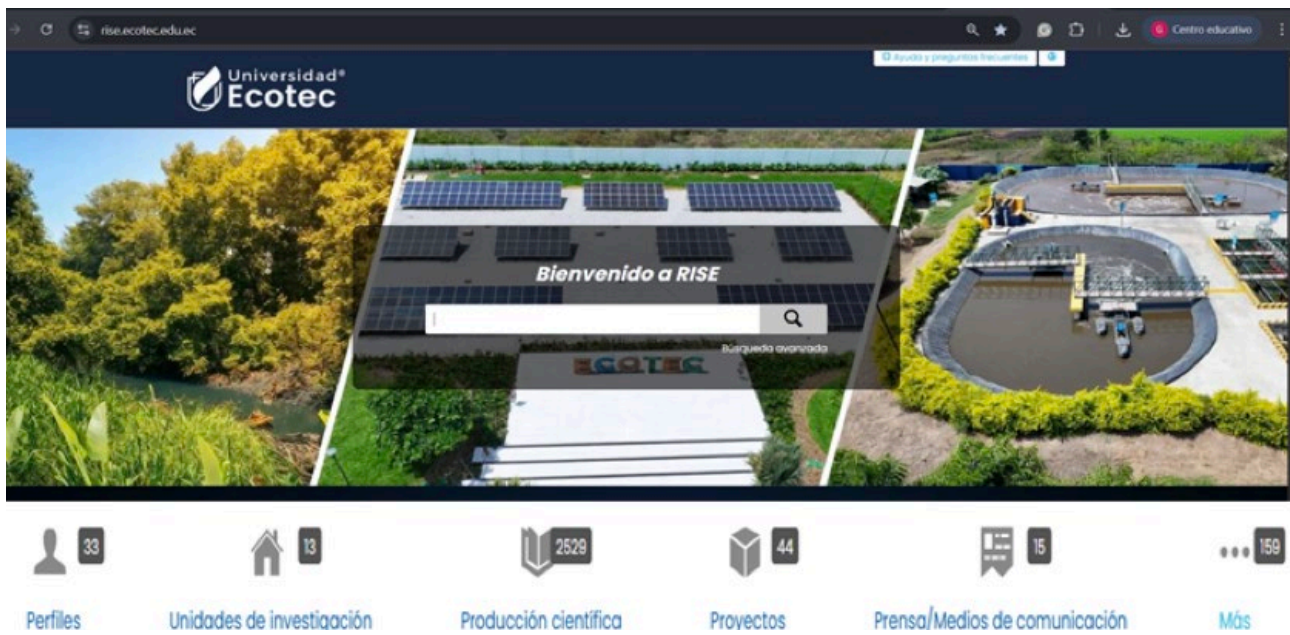 rise.ecotec.edu.ec
Centro educativo
Ayuda y preguntas frecuentes
Universidad
Ecotec
Bienvenido a RISE
Búsqueda avanzada
ECOTEC
33
13
2529
44
15
159
Perfiles
Unidades de investigación
Producción científica
Proyectos
Prensa/Medios de comunicación
Más